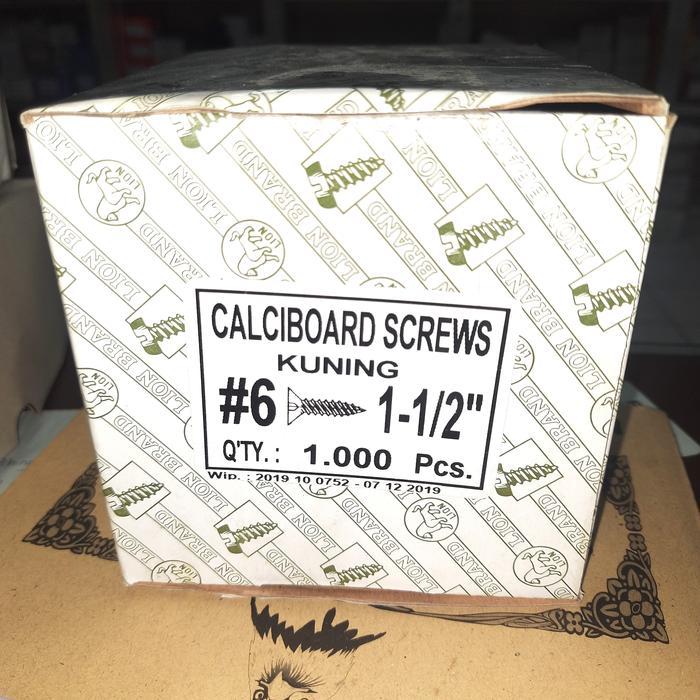 CALCIBOARD SCREWS
KUNING
#6 1-1/2"
Q'TY. : 1.000 Pcs.
Wip. : 2019 10 0752 - 07 12 2019
LION BRAND
LION